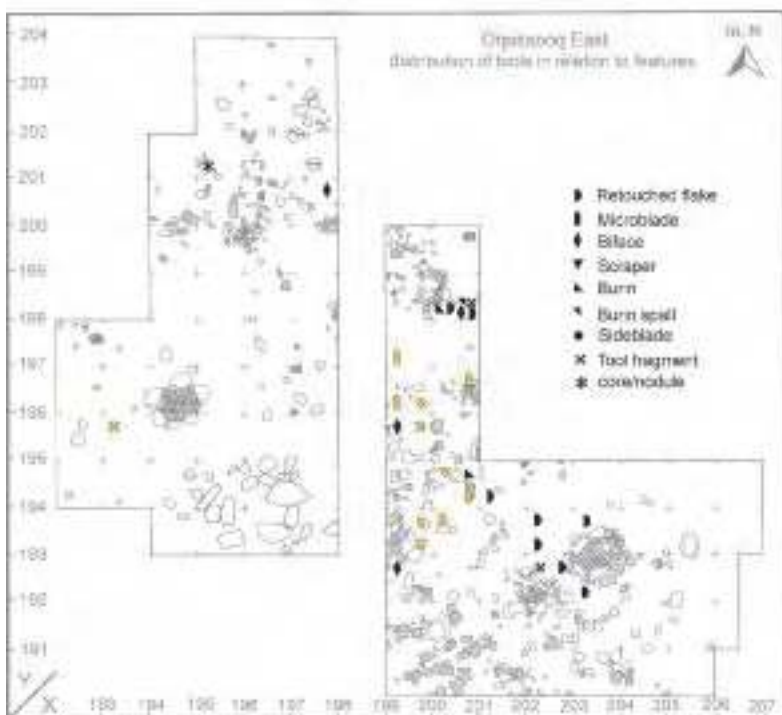 distribution of tools in relation to features
204
203
202
201
200
199
198
197
196
195
194
193
192
191
Retouched flake
Microblade
Biface
Scraper
Burin
Burin spall
Sideblade
Tool fragment
core/nodule
X 193 194 195 196 197 198 199 200 201 202 203 204 205 206 207